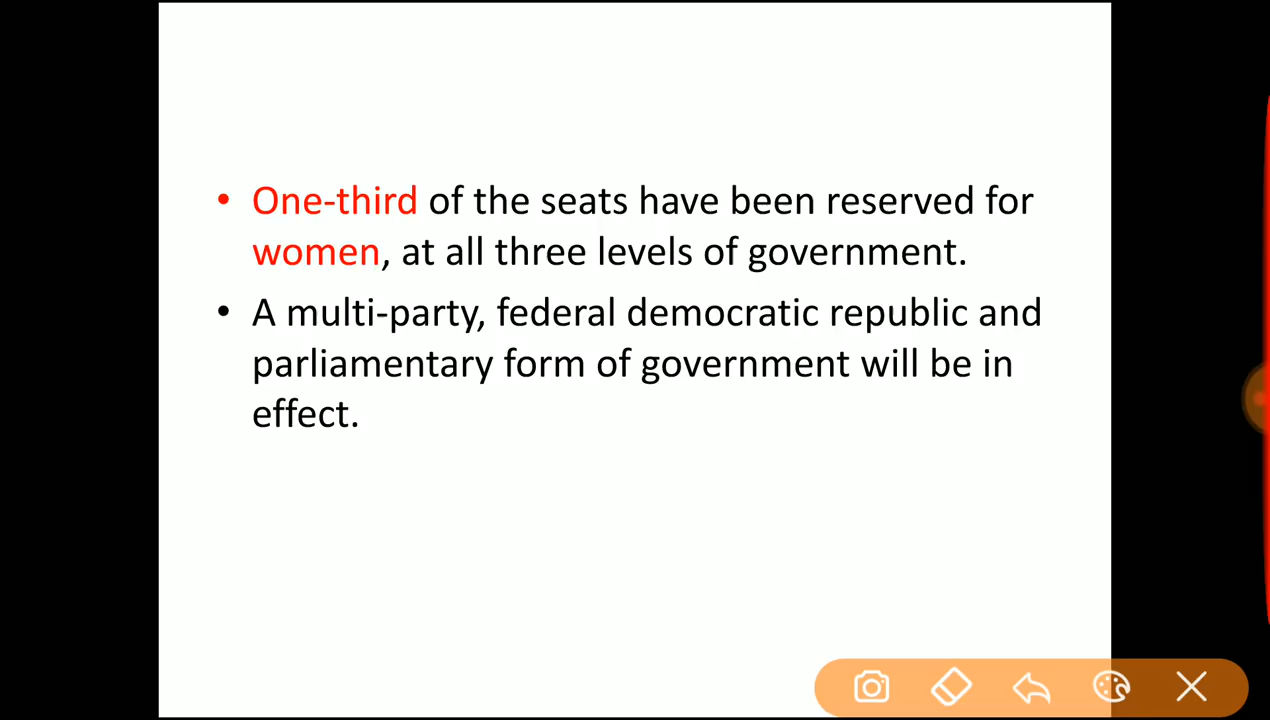 • One-third of the seats have been reserved for
women, at all three levels of government.
• A multi-party, federal democratic republic and
parliamentary form of government will be in
effect.